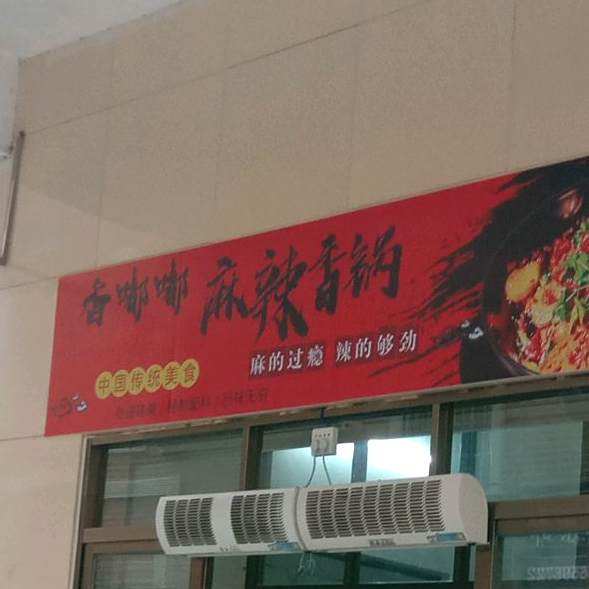 香嘟嘟 麻辣香锅
麻的过瘾 辣的够劲
中国传统美食